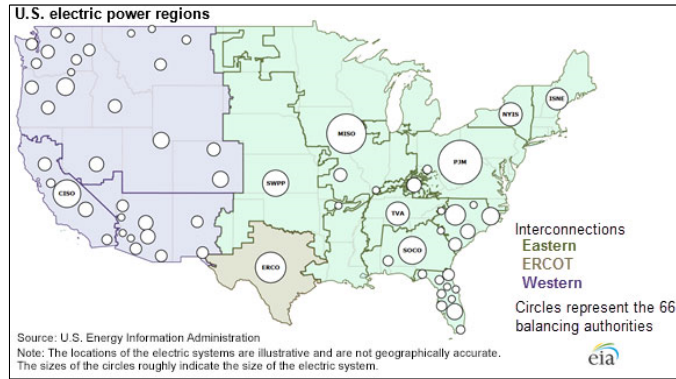 U.S. electric power regions
ISNE
NYIS
MISO
PJM
SWPP
CISO
TVA
SOCO
ERCO
Interconnections
Eastern
ERCOT
Western
Circles represent the 66
balancing authorities
Source: U.S. Energy Information Administration
Note: The locations of the electric systems are illustrative and are not geographically accurate.
The sizes of the circles roughly indicate the size of the electric system.
eia